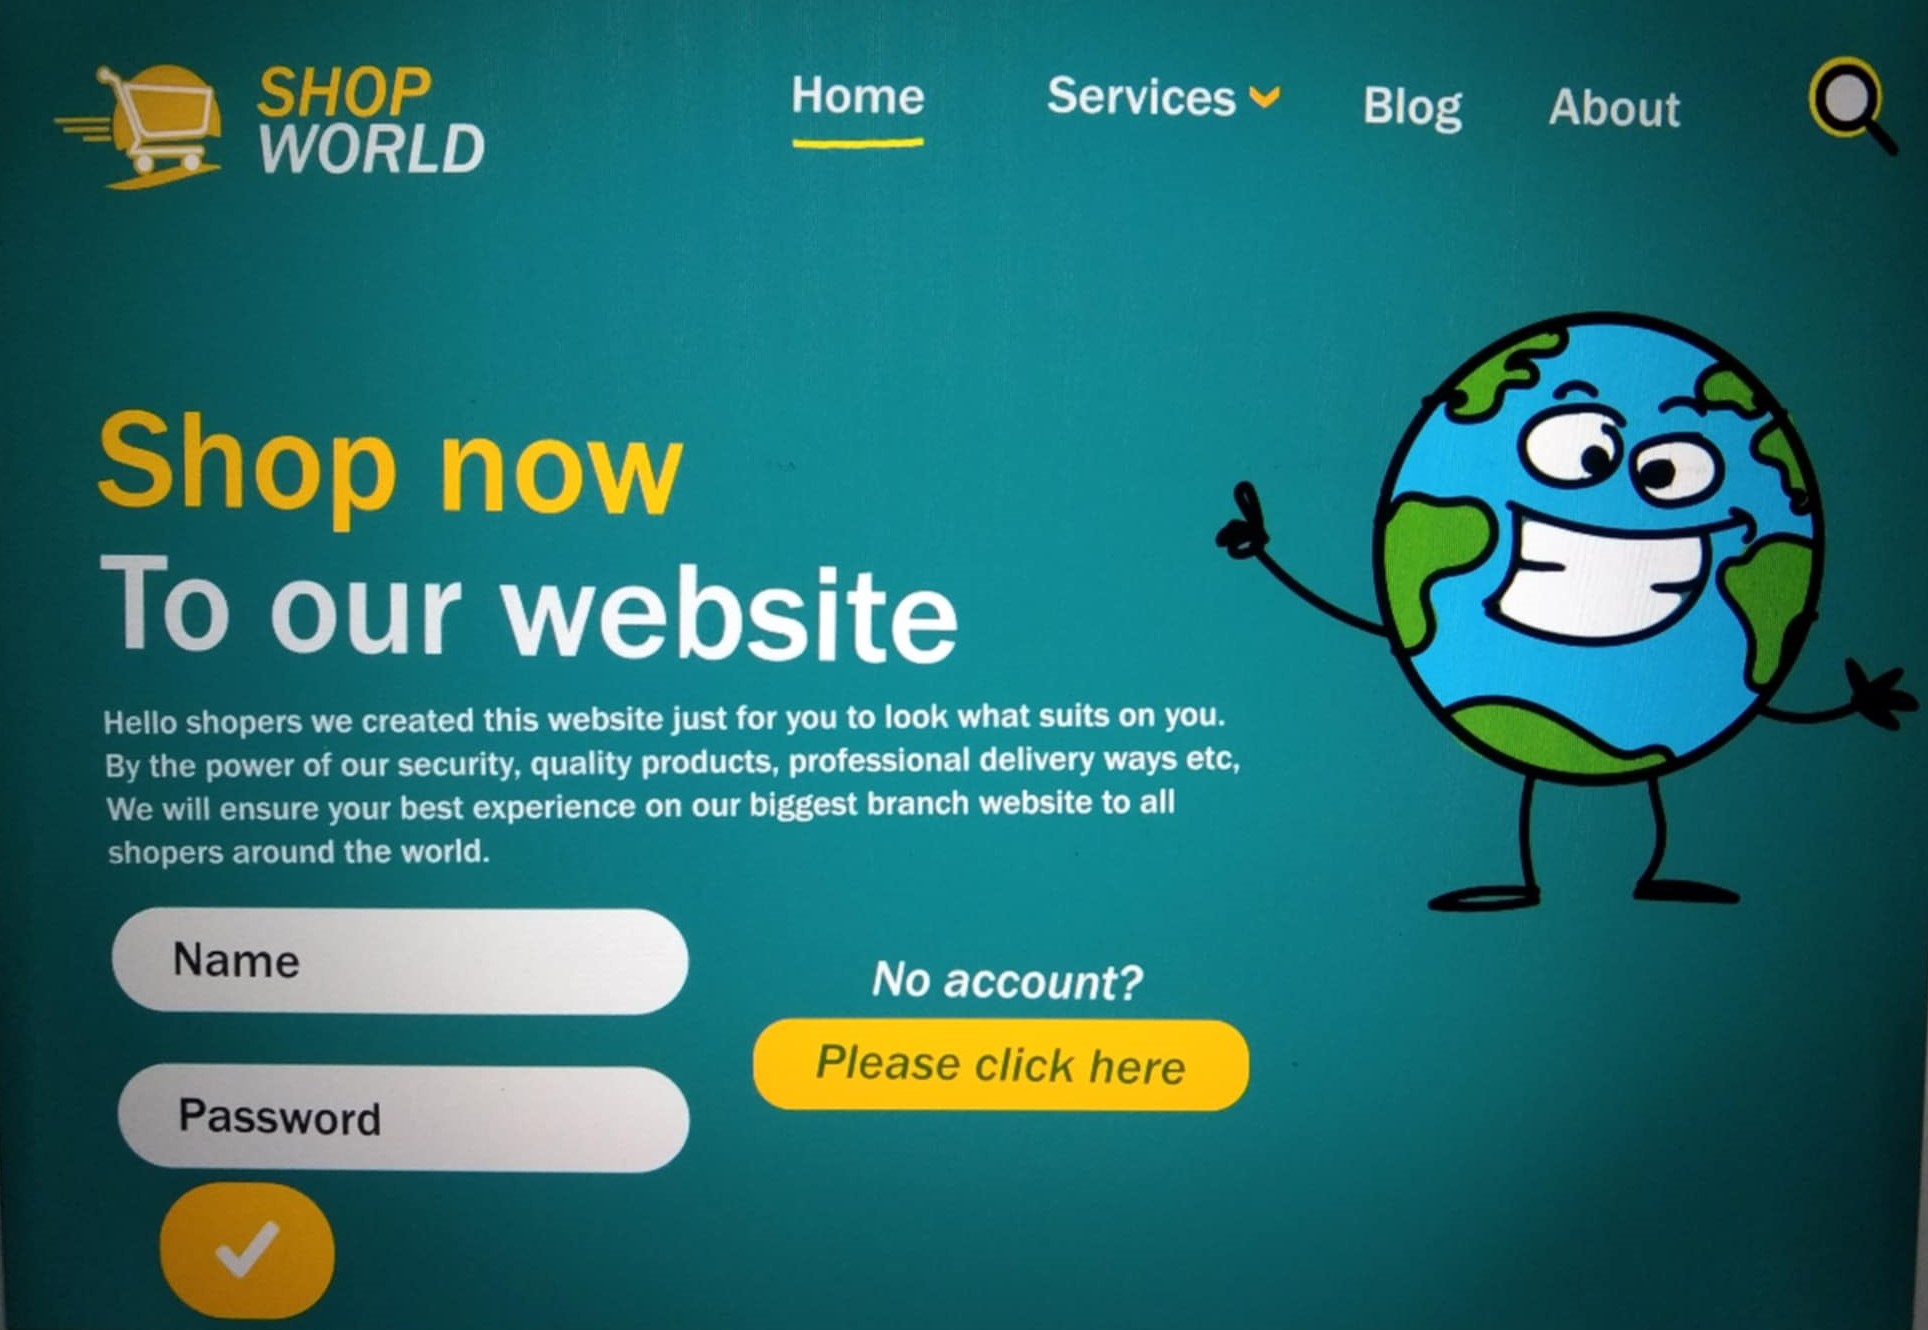 SHOP
WORLD
Home
Services
Blog
About
Shop now
To our website
Hello shopers we created this website just for you to look what suits on you.
By the power of our security, quality products, professional delivery ways etc,
We will ensure your best experience on our biggest branch website to all
shopers around the world.
Name
No account?
Please click here
Password